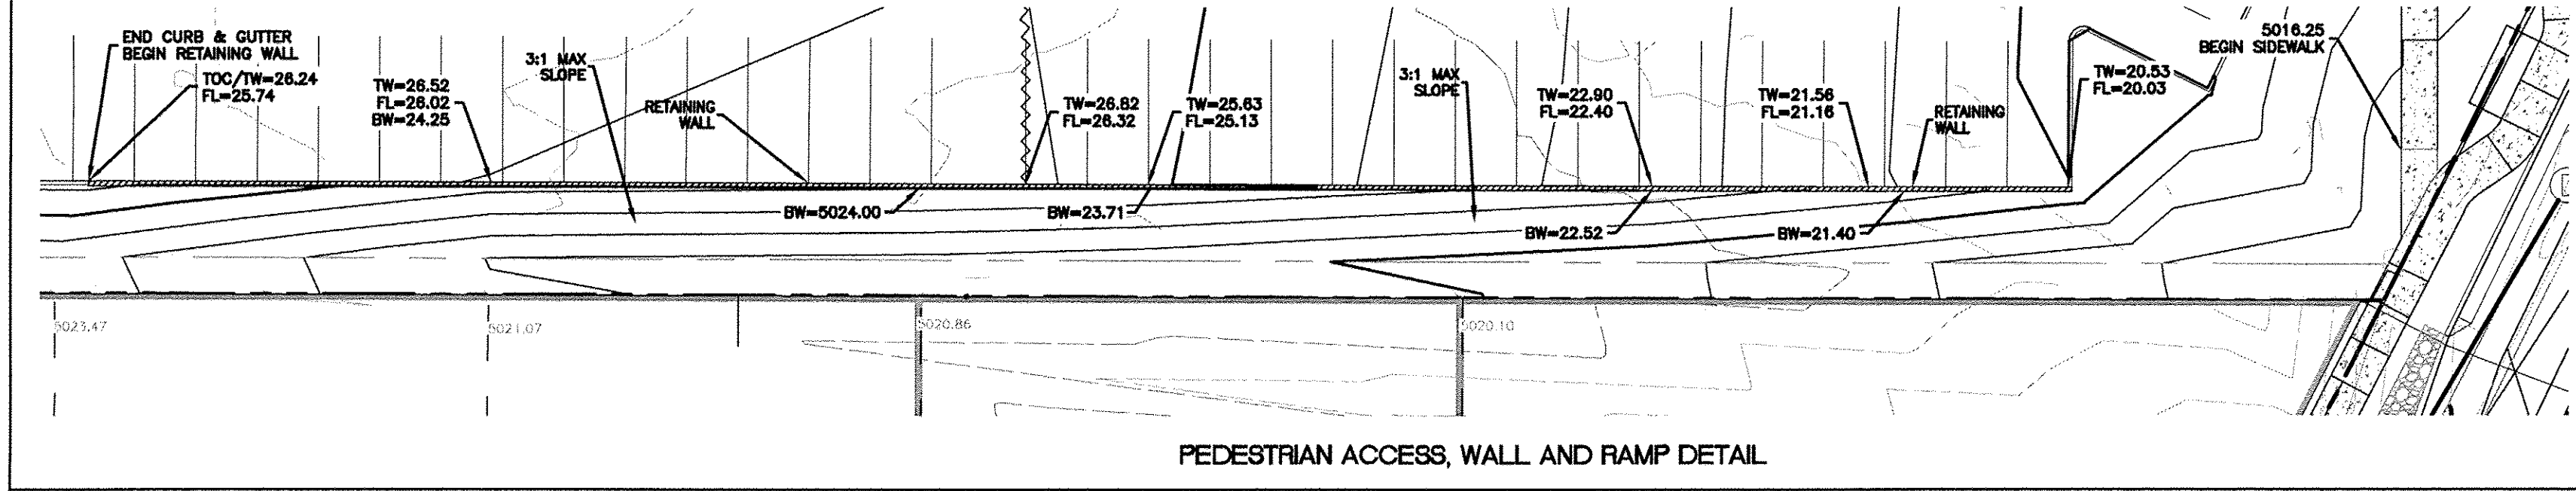 END CURB & GUTTER
BEGIN RETAINING WALL
TOC/TW=26.24
FL=25.74
TW=26.52
FL=26.02
BW=24.25
3:1 MAX
SLOPE
RETAINING
WALL
BW=5024.00
TW=26.82
FL=26.32
TW=25.63
FL=25.13
BW=23.71
3:1 MAX
SLOPE
TW=22.90
FL=22.40
BW=22.52
TW=21.56
FL=21.16
BW=21.40
RETAINING
WALL
TW=20.53
FL=20.03
5016.25
BEGIN SIDEWALK
5023.47
5021.07
5020.86
5020.10
PEDESTRIAN ACCESS, WALL AND RAMP DETAIL